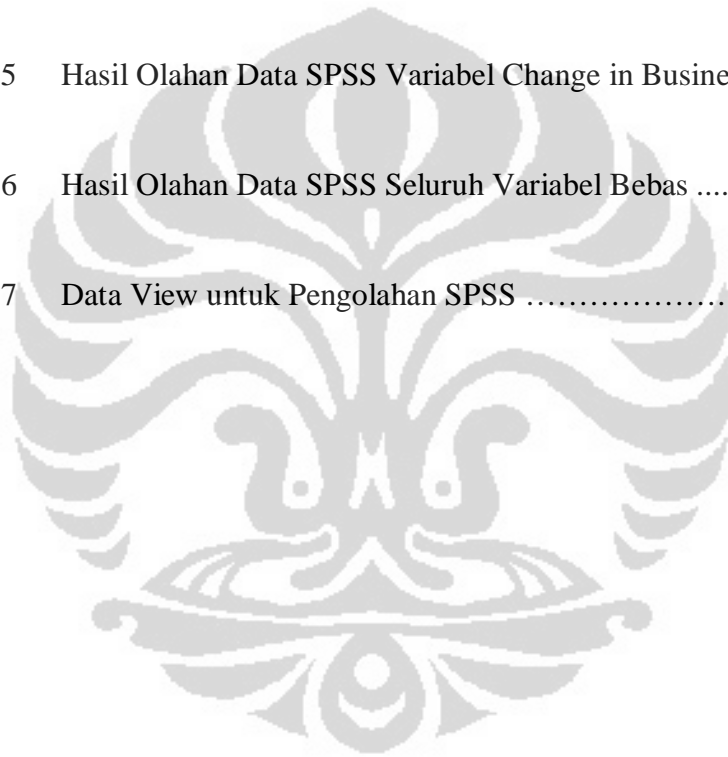 5 Hasil Olahan Data SPSS Variabel Change in Busine
6 Hasil Olahan Data SPSS Seluruh Variabel Bebas ....
7 Data View untuk Pengolahan SPSS ………………….